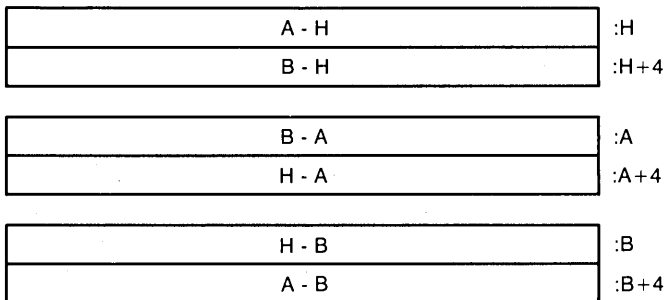 A - H :H
B - H :H+4
B - A :A
H - A :A+4
H - B :B
A - B :B+4